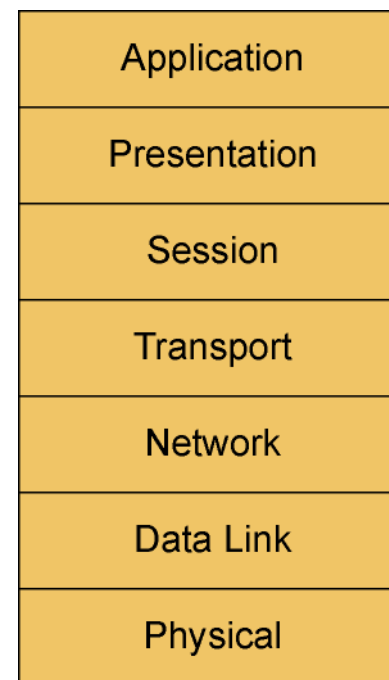 Application
Presentation
Session
Transport
Network
Data Link
Physical